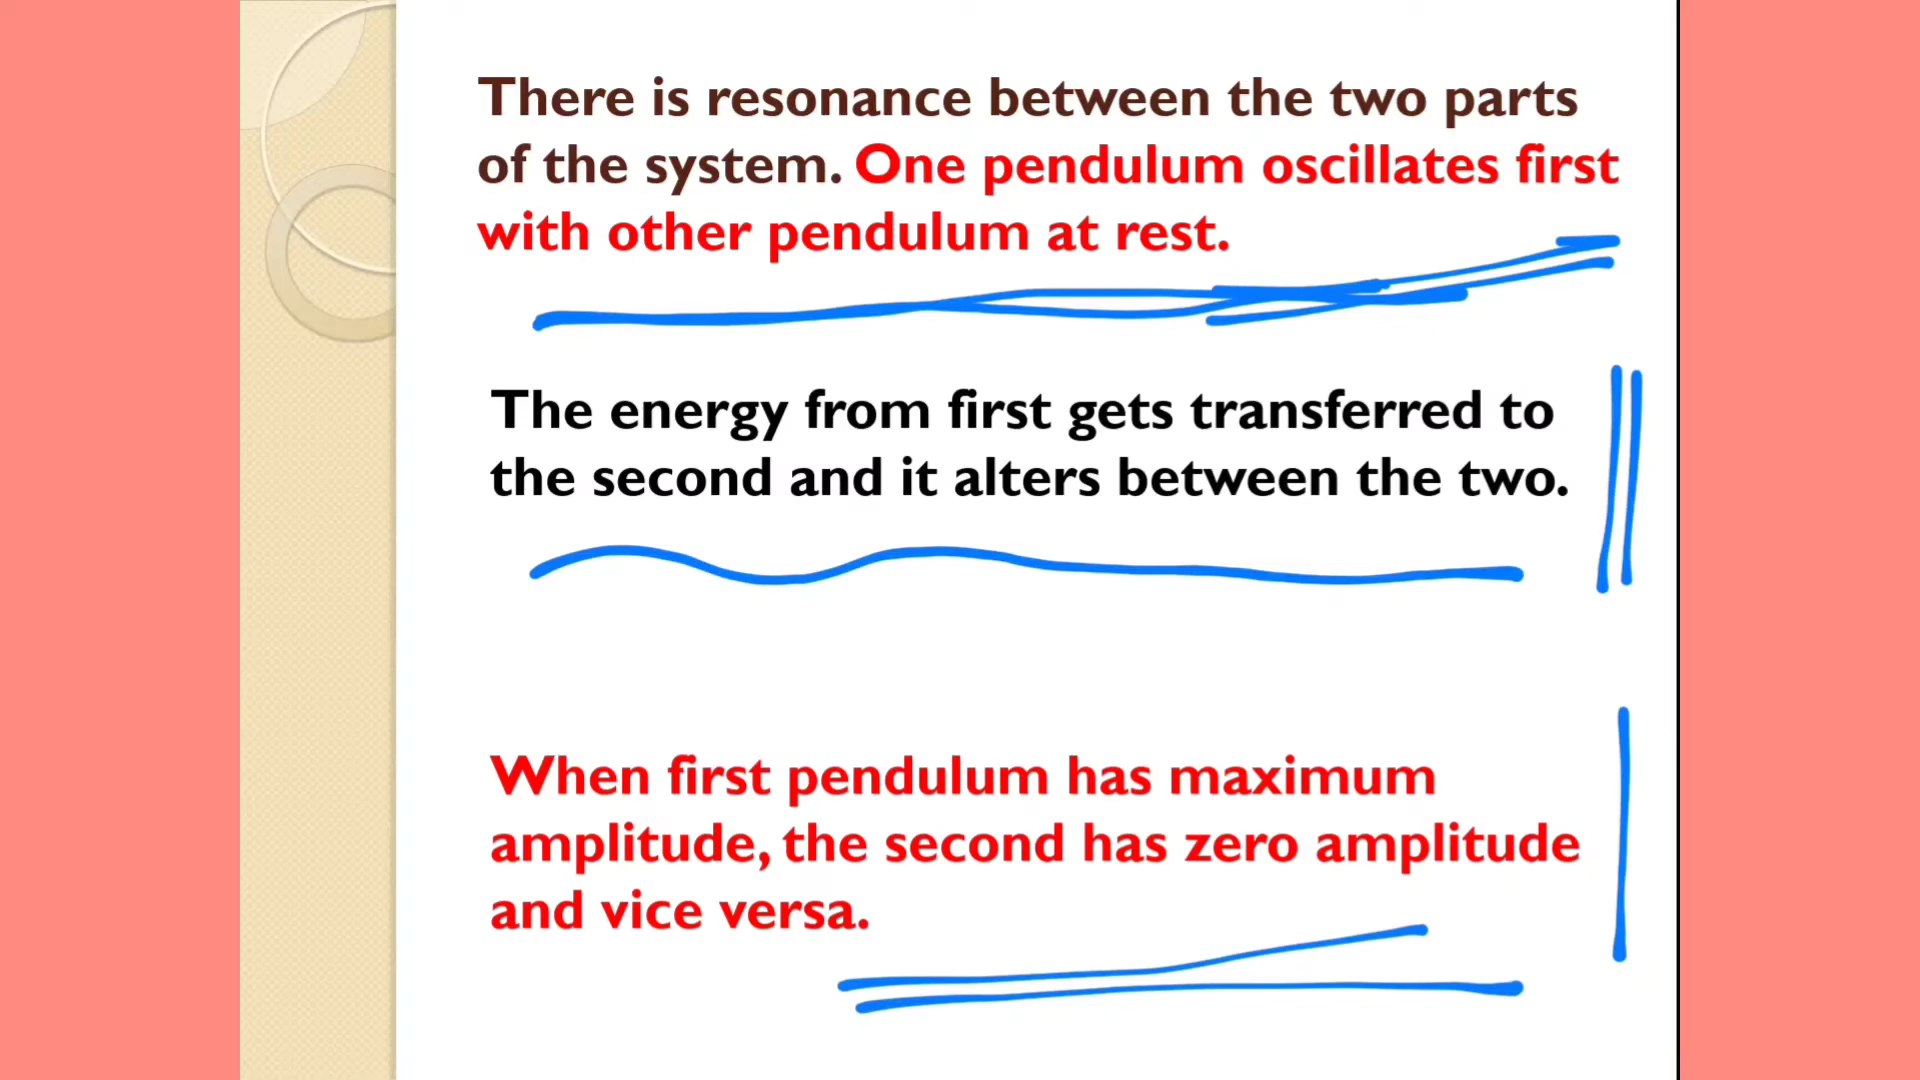 There is resonance between the two parts
of the system. One pendulum oscillates first
with other pendulum at rest.
The energy from first gets transferred to
the second and it alters between the two.
When first pendulum has maximum
amplitude, the second has zero amplitude
and vice versa.